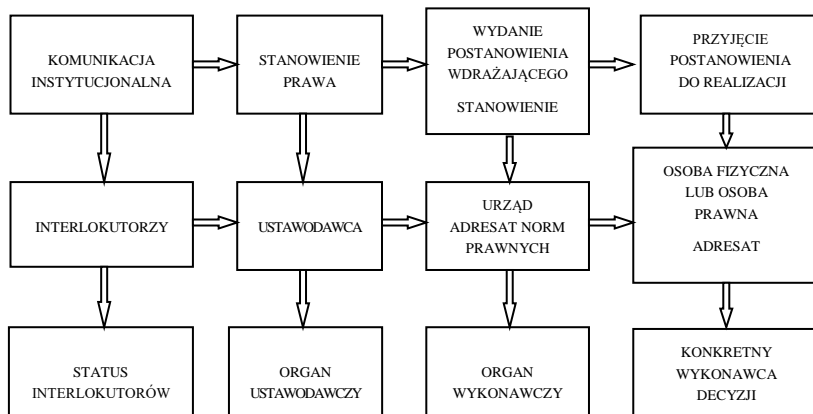 KOMUNIKACJA
INSTYTUCJONALNA
STANOWIENIE
PRAWA
WYDANIE
POSTANOWIENIA
WDRAŻAJĄCEGO
STANOWIENIE
PRZYJĘCIE
POSTANOWIENIA
DO REALIZACJI
INTERLOKUTORZY
USTAWODAWCA
URZĄD
ADRESAT NORM
PRAWNYCH
OSOBA FIZYCZNA
LUB OSOBA
PRAWNA
ADRESAT
STATUS
INTERLOKUTORÓW
ORGAN
USTAWODAWCZY
ORGAN
WYKONAWCZY
KONKRETNY
WYKONAWCA
DECYZJI